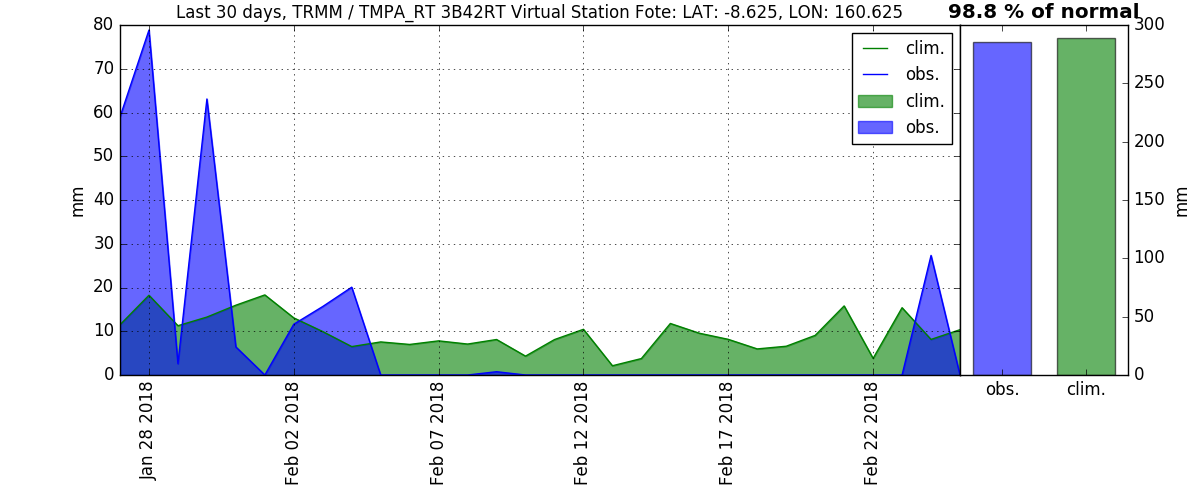 Last 30 days, TRMM / TMPA_RT 3B42RT Virtual Station Fote: LAT: -8.625, LON: 160.625
98.8 % of normal
80
70
60
50
40
30
20
10
0
mm
clim.
obs.
clim.
obs.
Jan 28 2018
Feb 02 2018
Feb 07 2018
Feb 12 2018
Feb 17 2018
Feb 22 2018
obs.
clim.
300
250
200
150
100
50
0
mm